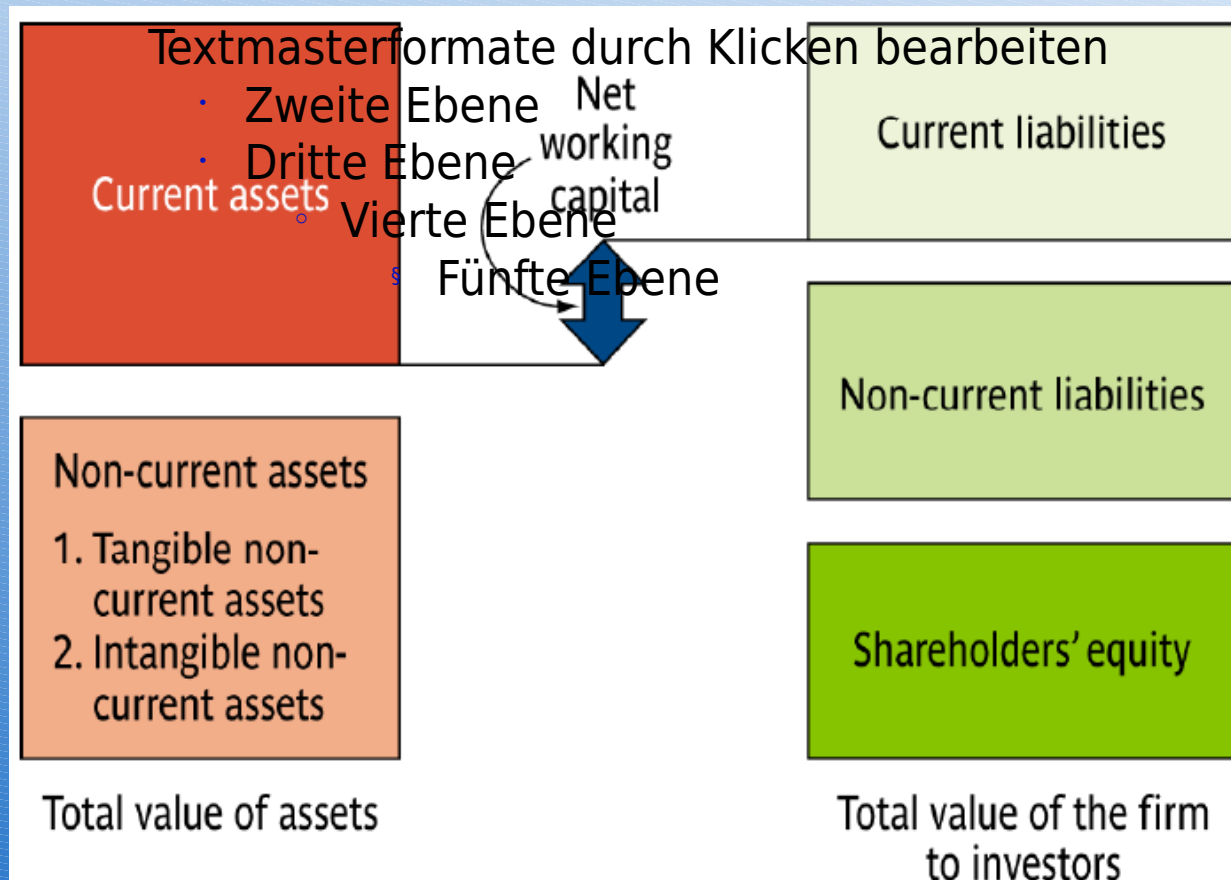 Textmasterformate durch Klicken bearbeiten
· Zweite Ebene
· Dritte Ebene
○ Vierte Ebene
§ Fünfte Ebene
Current assets
Net
working
capital
Current liabilities
Non-current liabilities
Non-current assets
1. Tangible non-
current assets
2. Intangible non-
current assets
Shareholders' equity
Total value of assets
Total value of the firm
to investors